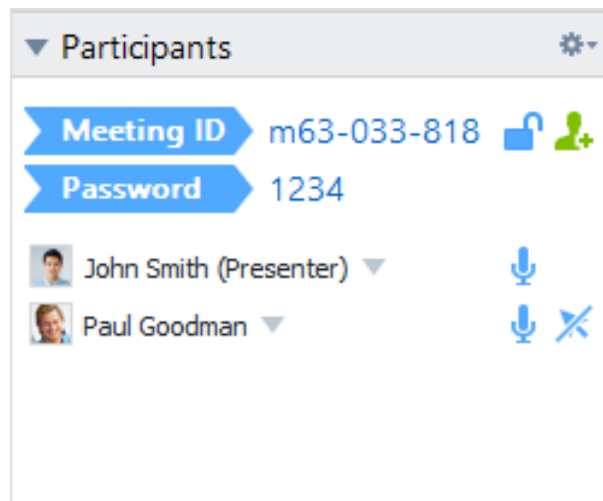 Participants
Meeting ID m63-033-818
Password 1234
John Smith (Presenter)
Paul Goodman